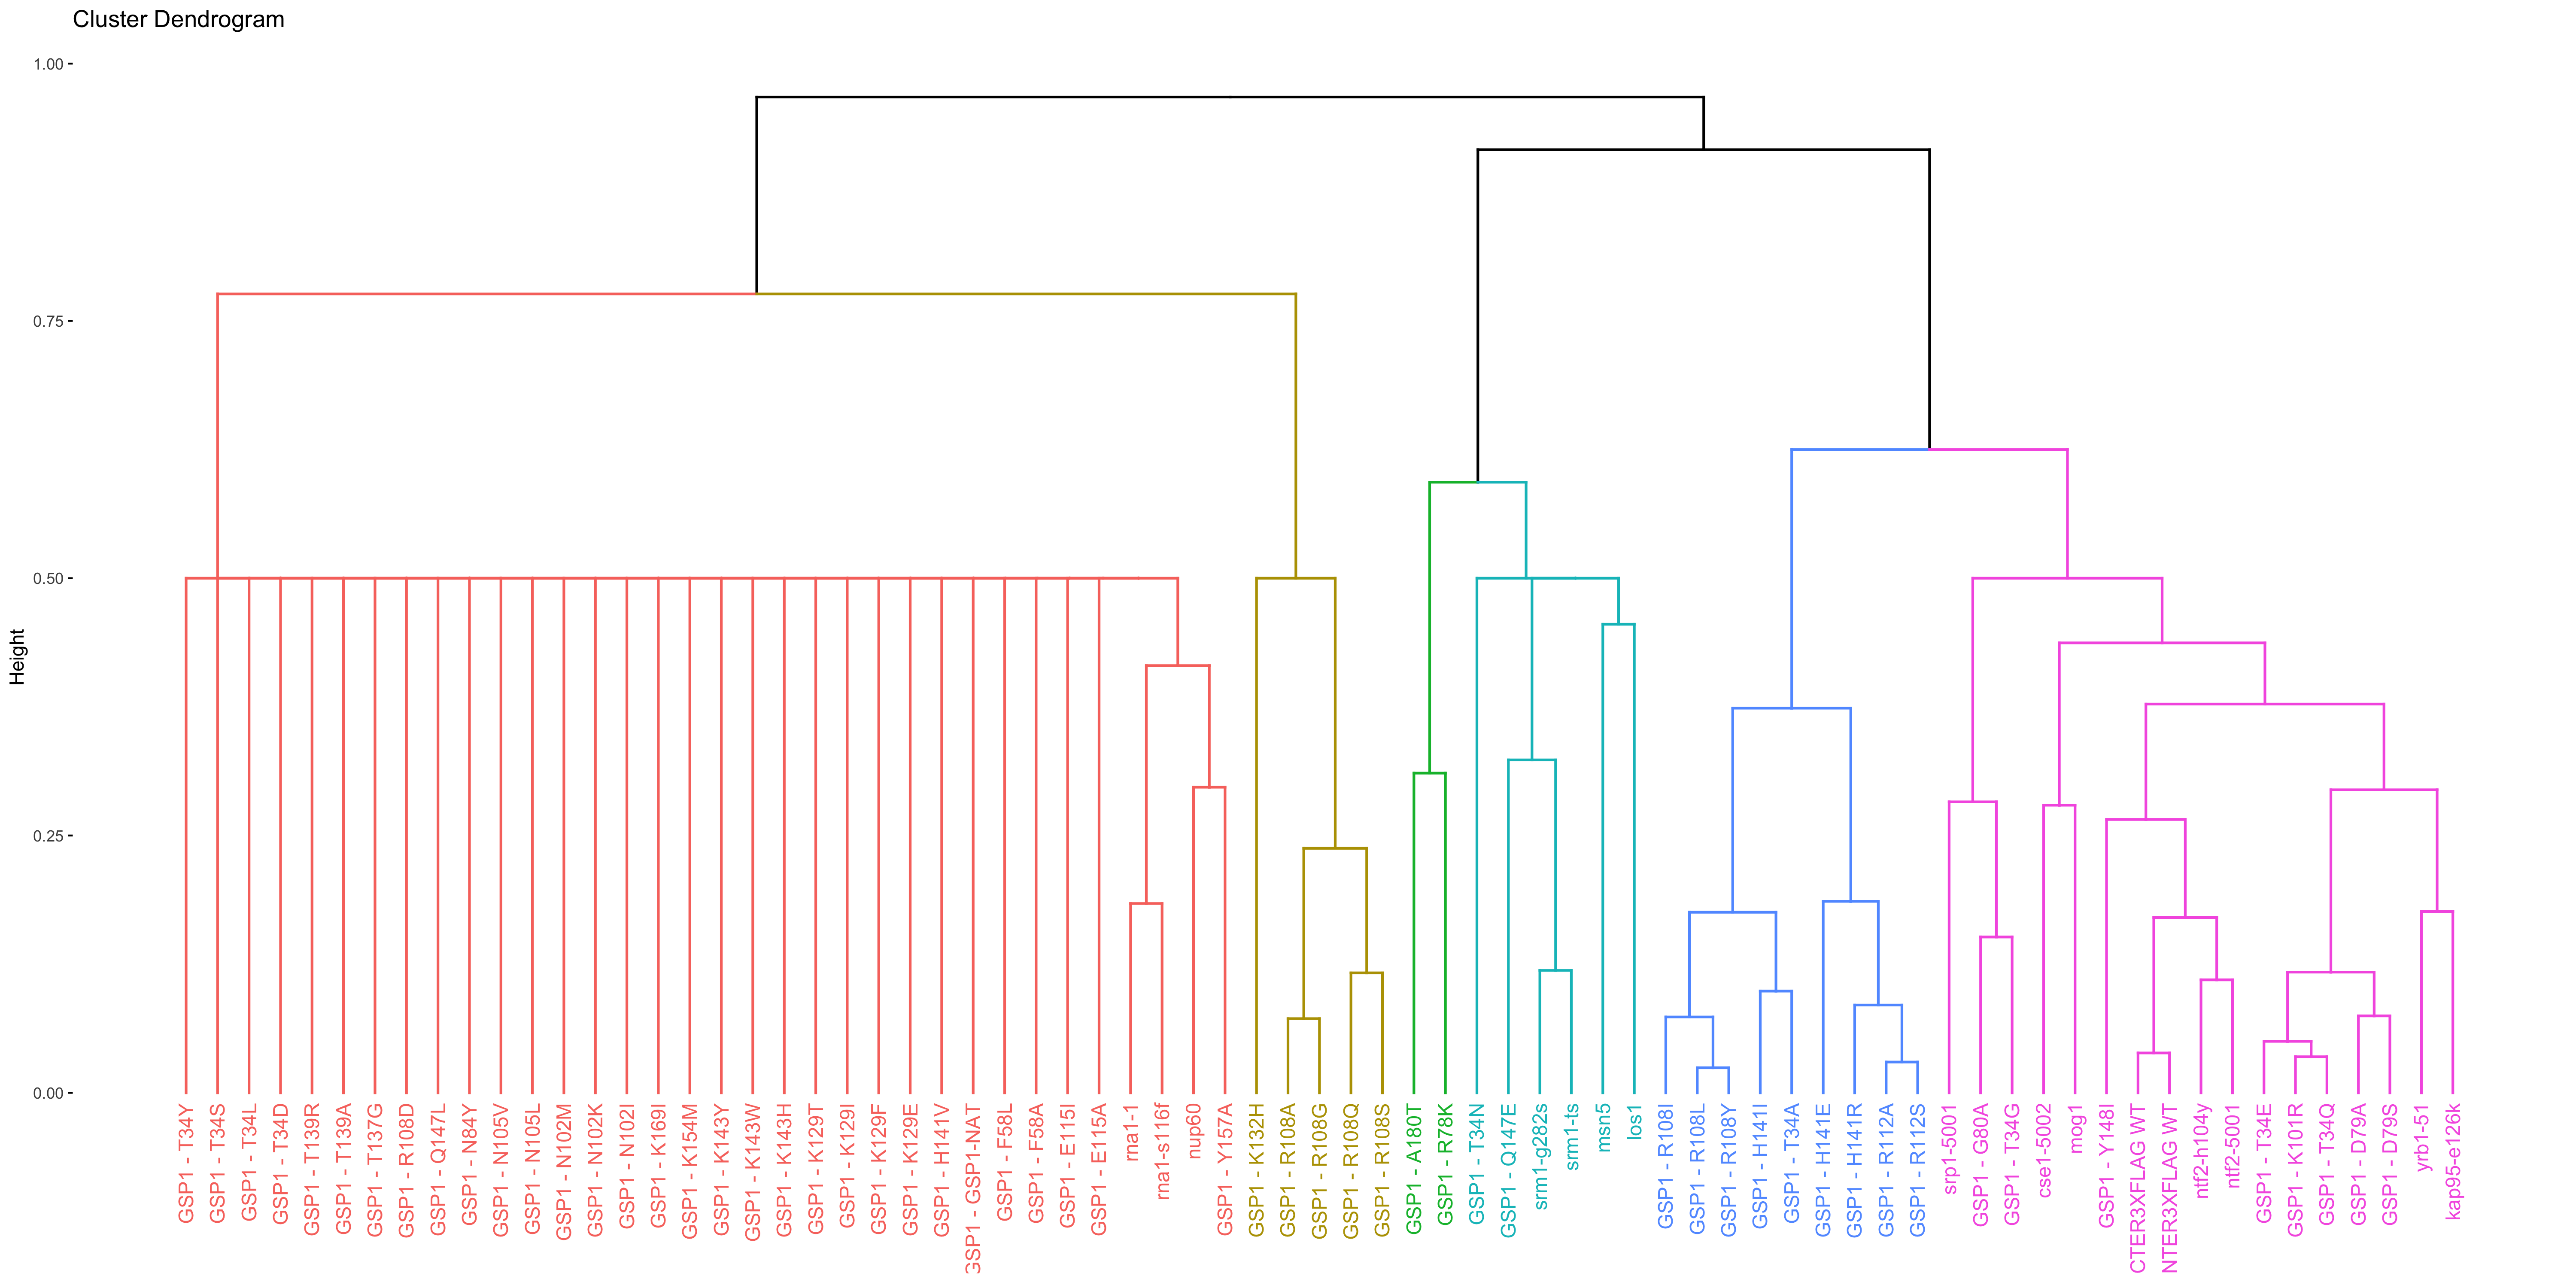 Cluster Dendrogram
1.00
0.75
0.50
0.25
0.00
Height
GSP1 - T34Y
GSP1 - T34S
GSP1 - T34L
GSP1 - T34D
GSP1 - T139R
GSP1 - T139A
GSP1 - T137G
GSP1 - R108D
GSP1 - Q147L
GSP1 - N84Y
GSP1 - N105V
GSP1 - N105L
GSP1 - N102M
GSP1 - N102K
GSP1 - N102I
GSP1 - K169I
GSP1 - K154M
GSP1 - K143Y
GSP1 - K143W
GSP1 - K143H
GSP1 - K129T
GSP1 - K129I
GSP1 - K129F
GSP1 - K129E
GSP1 - H141V
GSP1 - GSP1-NAT
GSP1 - F58L
GSP1 - F58A
GSP1 - E115I
GSP1 - E115A
rna1-1
rna1-s116f
nup60
GSP1 - Y157A
GSP1 - K132H
GSP1 - R108A
GSP1 - R108G
GSP1 - R108Q
GSP1 - R108S
GSP1 - A180T
GSP1 - R78K
GSP1 - T34N
GSP1 - Q147E
srm1-g282s
srm1-ts
msn5
los1
GSP1 - R108I
GSP1 - R108L
GSP1 - R108Y
GSP1 - H141I
GSP1 - T34A
GSP1 - H141E
GSP1 - H141R
GSP1 - R112A
GSP1 - R112S
srp1-5001
GSP1 - G80A
GSP1 - T34G
cse1-5002
mog1
GSP1 - Y148I
CTER3XFLAG WT
NTER3XFLAG WT
ntf2-h104y
ntf2-5001
GSP1 - T34E
GSP1 - K101R
GSP1 - T34Q
GSP1 - D79A
GSP1 - D79S
yrb1-51
kap95-e126k